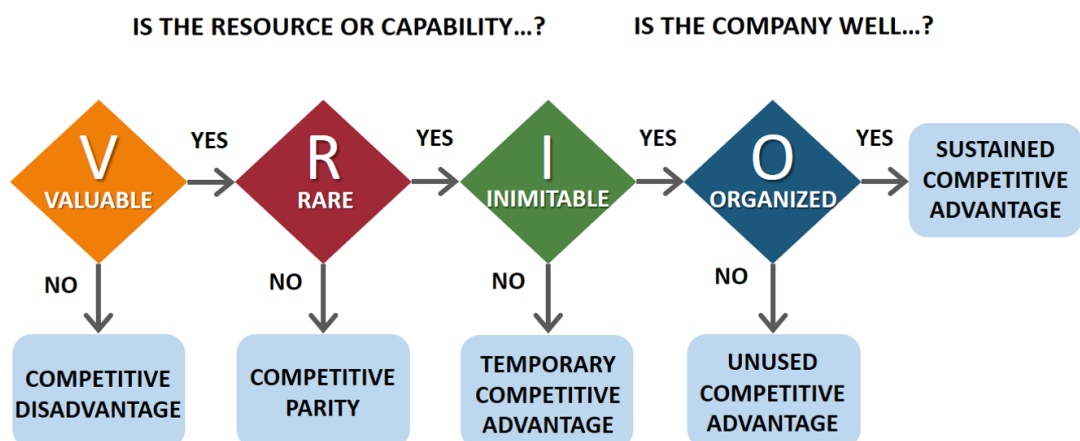 IS THE RESOURCE OR CAPABILITY...?
IS THE COMPANY WELL...?
V
VALUABLE
YES
R
RARE
YES
I
INIMITABLE
YES
O
ORGANIZED
YES
SUSTAINED
COMPETITIVE
ADVANTAGE
NO
COMPETITIVE
DISADVANTAGE
NO
COMPETITIVE
PARITY
NO
TEMPORARY
COMPETITIVE
ADVANTAGE
NO
UNUSED
COMPETITIVE
ADVANTAGE